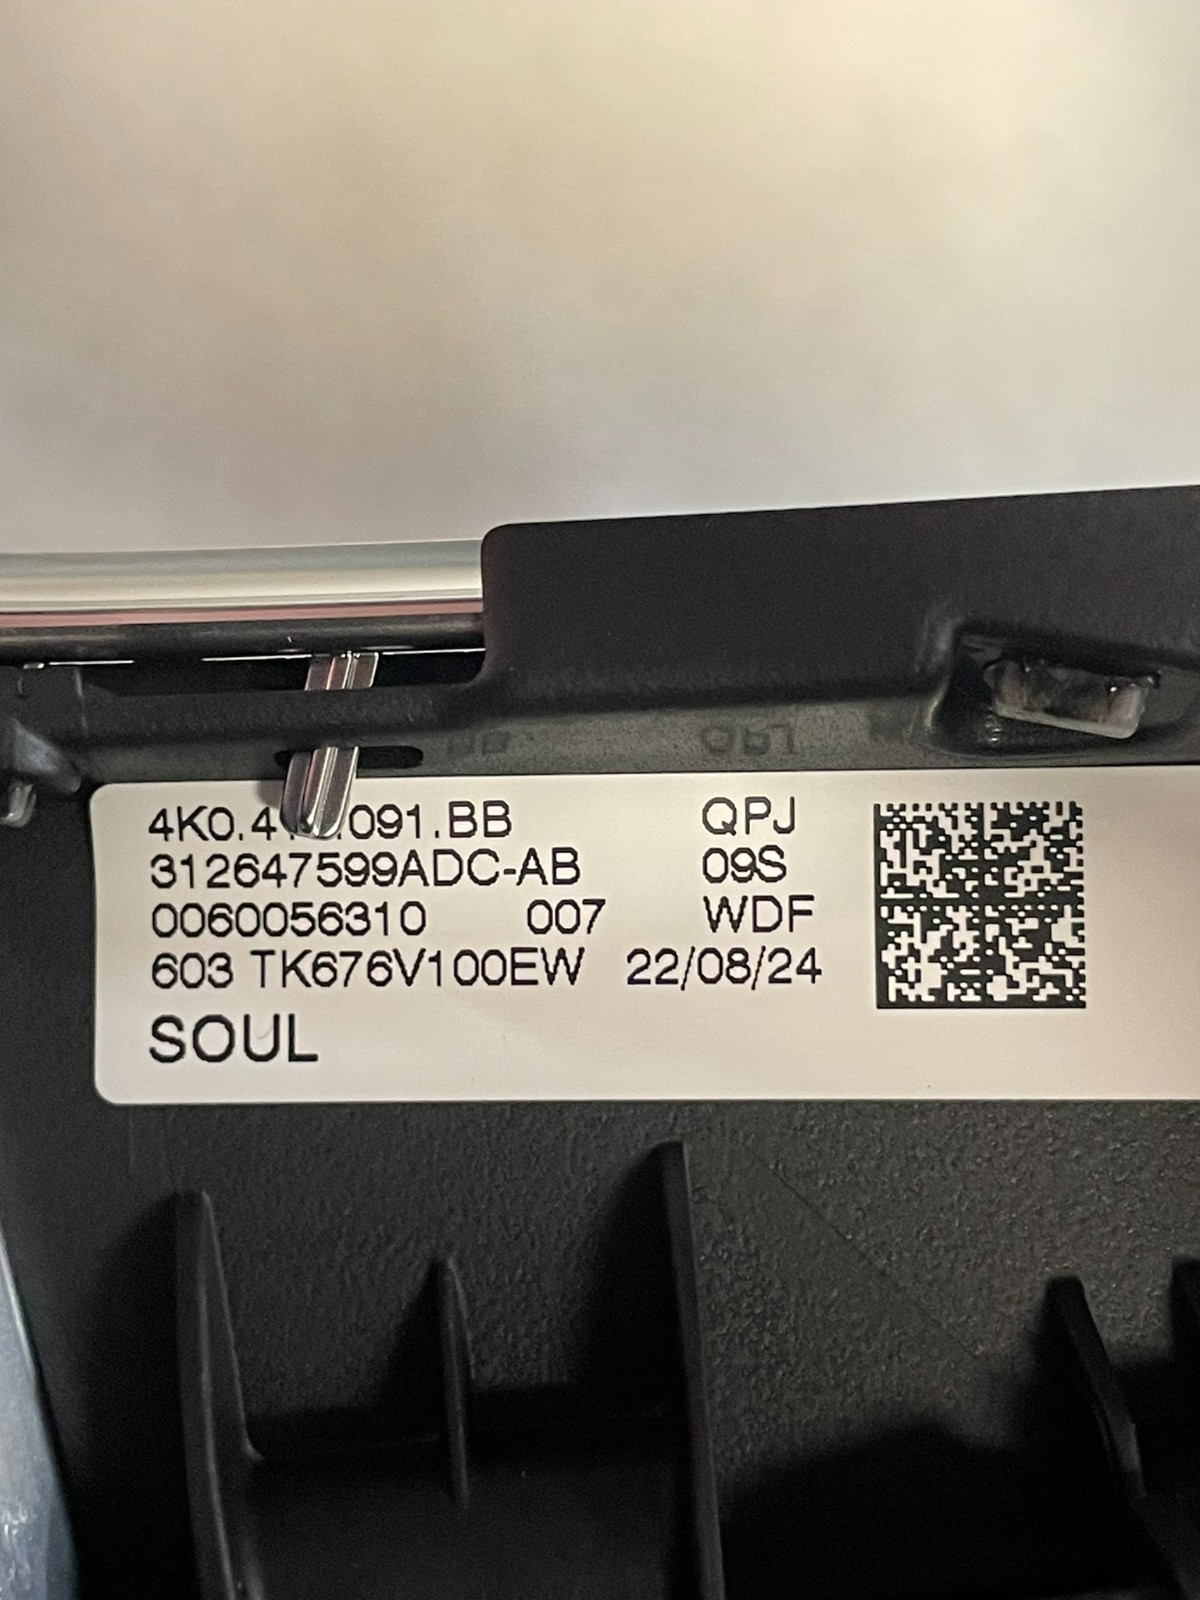 4K0.4 .091.BB QPJ
312647599ADC-AB 09S
0060056310 007 WDF
603 TK676V100EW 22/08/24
SOUL